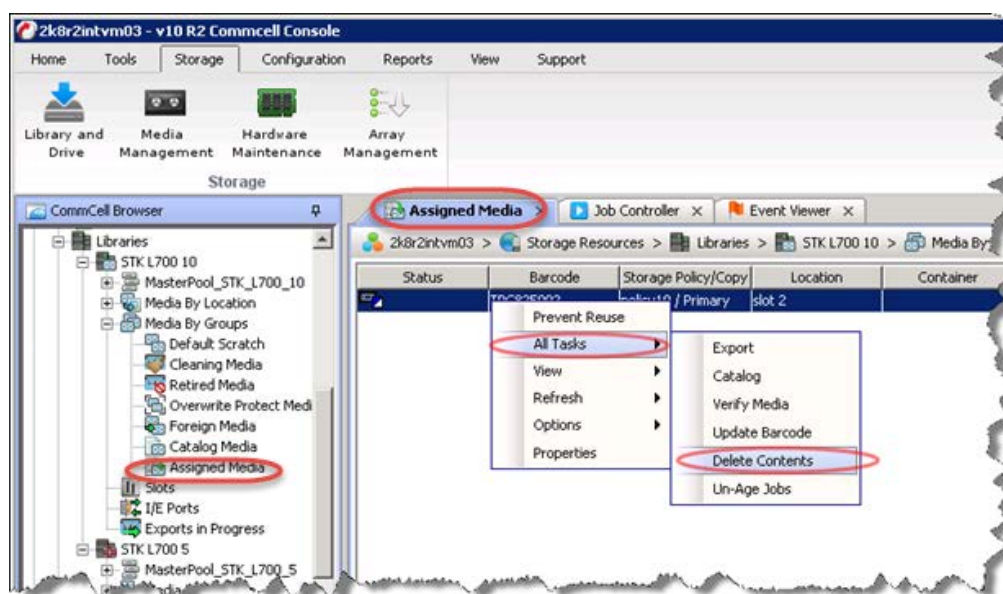 2k8r2intvm03 - v10 R2 Commcell Console
Home Tools Storage Configuration Reports View Support
Library and Drive
Media Management
Hardware Maintenance
Array Management
Storage
CommCell Browser
Libraries
STK L700 10
MasterPool_STK_L700_10
Media By Location
Media By Groups
Default Scratch
Cleaning Media
Retired Media
Overwrite Protect Medi
Foreign Media
Catalog Media
Assigned Media
Slots
I/E Ports
Exports in Progress
STK L700 5
MasterPool_STK_L700_5
Assigned Media Job Controller Event Viewer
2k8r2intvm03 > Storage Resources > Libraries > STK L700 10 > Media By
Status Barcode Storage Policy/Copy Location Container
/ Primary slot 2
Prevent Reuse
All Tasks
View
Refresh
Options
Properties
Export
Catalog
Verify Media
Update Barcode
Delete Contents
Un-Age Jobs